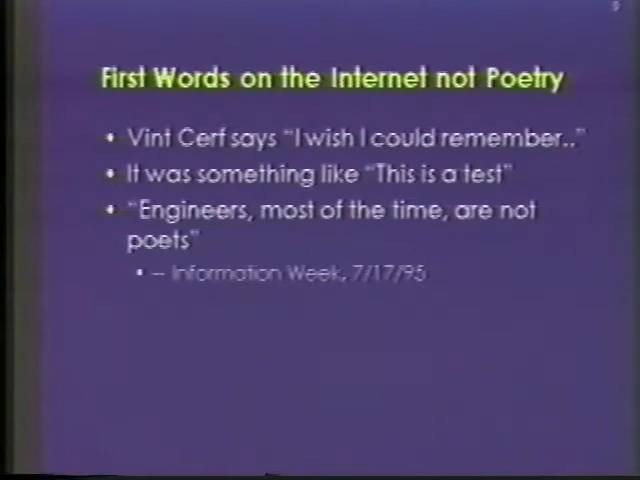 9
First Words on the Internet not Poetry
• Vint Cerf says "I wish I could remember.."
• It was something like "This is a test"
• "Engineers, most of the time, are not
poets"
• -- Information Week, 7/17/95